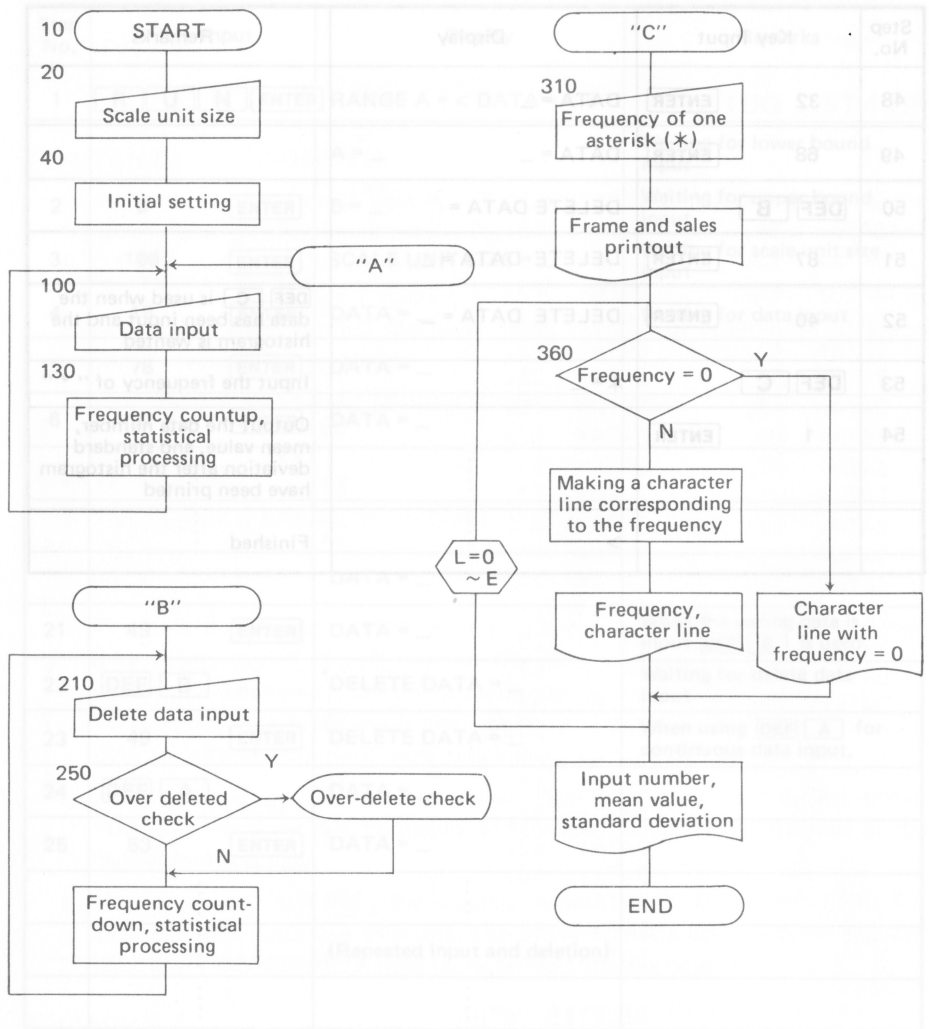 10
START
20
Scale unit size
40
Initial setting
"A"
100
Data input
130
Frequency countup,
statistical
processing
"B"
210
Delete data input
250
Y
Over deleted
check
Over-delete check
N
Frequency count-
down, statistical
processing
"C"
310
Frequency of one
asterisk (✳)
Frame and sales
printout
360
Y
Frequency = 0
N
Making a character
line corresponding
to the frequency
L=0
~ E
Frequency,
character line
Character
line with
frequency = 0
Input number,
mean value,
standard deviation
END